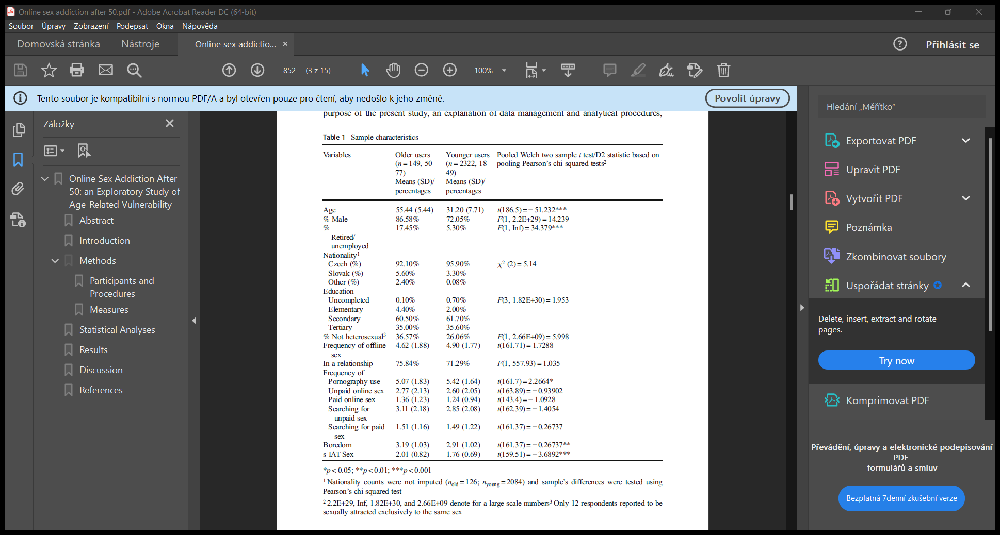 Online sex addiction after 50.pdf - Adobe Acrobat Reader DC (64-bit)
Soubor Úpravy Zobrazení Podepsat Okna Nápověda
Domovská stránka Nástroje Online sex addictio... × Přihlásit se
852 (3 z 15) 100%
Tento soubor je kompatibilní s normou PDF/A a byl otevřen pouze pro čtení, aby nedošlo k jeho změně. Povolit úpravy
Záložky
Online Sex Addiction After
50: an Exploratory Study of
Age-Related Vulnerability
Abstract
Introduction
Methods
Participants and
Procedures
Measures
Statistical Analyses
Results
Discussion
References
purpose of the present study, an explanation of data management and analytical procedures,
Table 1 Sample characteristics
Variables Older users Younger users Pooled Welch two sample t test/D2 statistic based on
(n = 149, 50– (n = 2322, 18– pooling Pearson's chi-squared tests²
77) 49)
Means (SD)/ Means (SD)/
percentages percentages
Age 55.44 (5.44) 31.20 (7.71) t(186.5) = − 51.232***
% Male 86.58% 72.05% F(1, 2.2E+29) = 14.239
% 17.45% 5.30% F(1, Inf) = 34.379***
Retired/-
unemployed
Nationality¹
Czech (%) 92.10% 95.90% χ² (2) = 5.14
Slovak (%) 5.60% 3.30%
Other (%) 2.40% 0.08%
Education
Uncompleted 0.10% 0.70% F(3, 1.82E+30) = 1.953
Elementary 4.40% 2.00%
Secondary 60.50% 61.70%
Tertiary 35.00% 35.60%
% Not heterosexual³ 36.57% 26.06% F(1, 2.66E+09) = 5.998
Frequency of offline 4.62 (1.88) 4.90 (1.77) t(161.71) = 1.7288
sex
In a relationship 75.84% 71.29% F(1, 557.93) = 1.035
Frequency of
Pornography use 5.07 (1.83) 5.42 (1.64) t(161.7) = 2.2664*
Unpaid online sex 2.77 (2.13) 2.60 (2.05) t(163.89) = − 0.93902
Paid online sex 1.36 (1.23) 1.24 (0.94) t(143.4) = − 1.0928
Searching for 3.11 (2.18) 2.85 (2.08) t(162.39) = − 1.4054
unpaid sex
Searching for paid 1.51 (1.16) 1.49 (1.22) t(161.37) = − 0.26737
sex
Boredom 3.19 (1.03) 2.91 (1.02) t(161.37) = − 0.26737**
s-IAT-Sex 2.01 (0.82) 1.76 (0.69) t(159.51) = − 3.6892***
*p < 0.05; **p < 0.01; ***p < 0.001
¹ Nationality counts were not imputed (nold = 126; nyoung = 2084) and sample's differences were tested using
Pearson's chi-squared test
² 2.2E+29, Inf, 1.82E+30, and 2.66E+09 denote for a large-scale numbers³ Only 12 respondents reported to be
sexually attracted exclusively to the same sex
Hledání „Měřítko“
Exportovat PDF
Upravit PDF
Vytvořit PDF
Poznámka
Zkombinovat soubory
Uspořádat stránky
Delete, insert, extract and rotate
pages.
Try now
Komprimovat PDF
Převádění, úpravy a elektronické podepisování
PDF
formulářů a smluv
Bezplatná 7denní zkušební verze